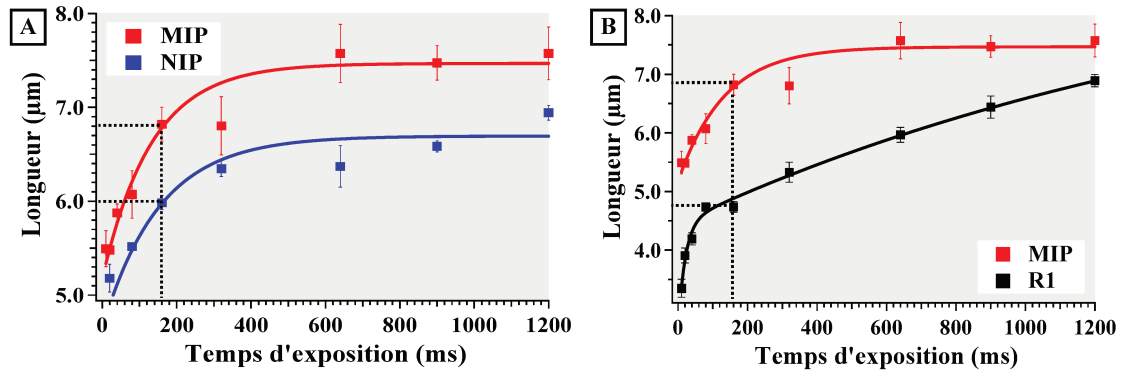 A
8.0
7.0
6.0
5.0
Longueur (µm)
MIP
NIP
0 200 400 600 800 1000 1200
Temps d'exposition (ms)
B
8.0
7.0
6.0
5.0
4.0
Longueur (µm)
MIP
R1
0 200 400 600 800 1000 1200
Temps d'exposition (ms)